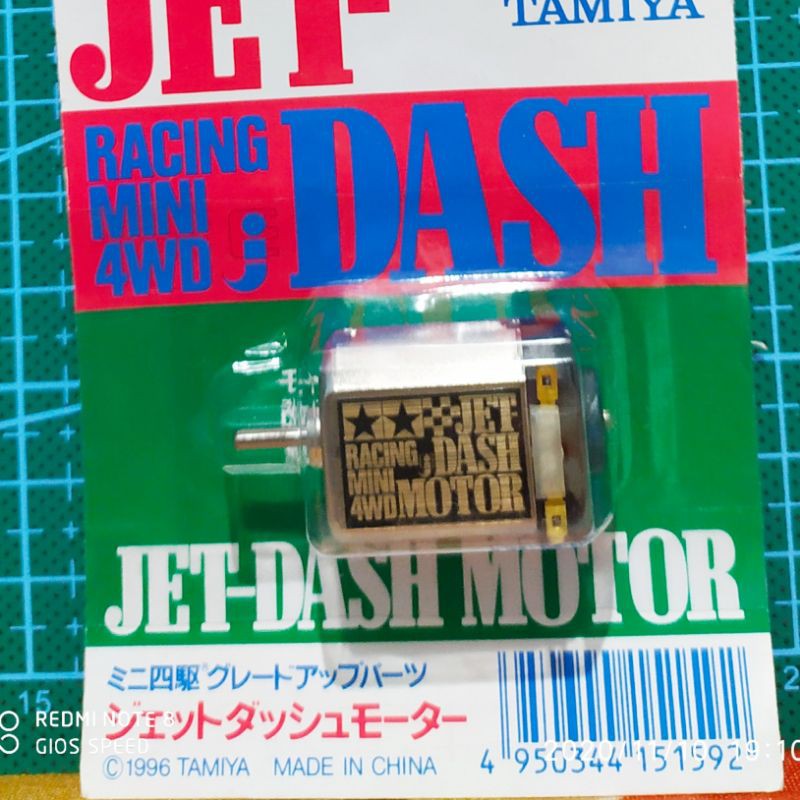 JET-
TAMIYA
RACING
MINI
4WD
DASH
JET-
RACING DASH
MINI
4WD MOTOR
JET-DASH MOTOR
ミニ四駆グレードアップパーツ
ジェットダッシュモーター
©1996 TAMIYA MADE IN CHINA
4 950344 151592
15
2
REDMI NOTE 8
GIOS SPEED